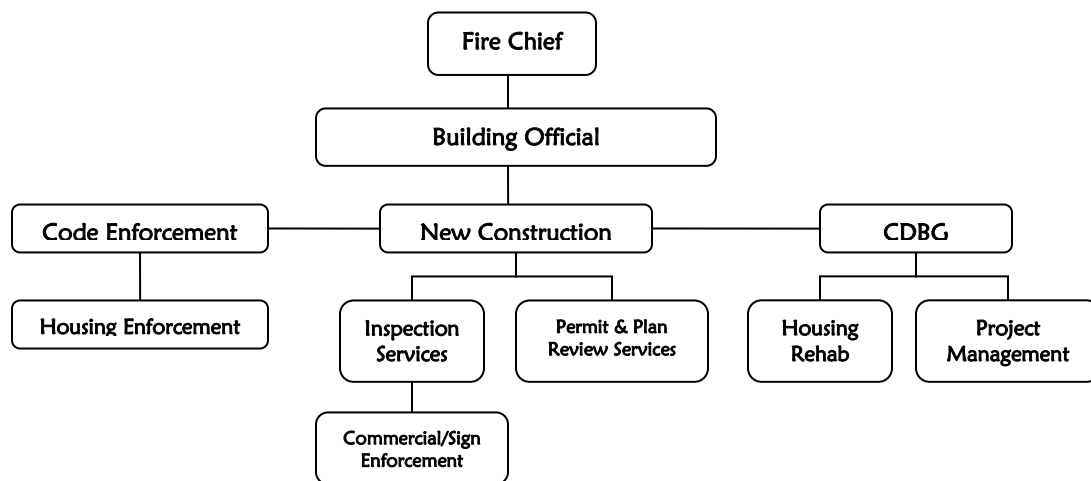 Fire Chief
Building Official
Code Enforcement
New Construction
CDBG
Housing Enforcement
Inspection
Services
Permit & Plan
Review Services
Housing
Rehab
Project
Management
Commercial/Sign
Enforcement